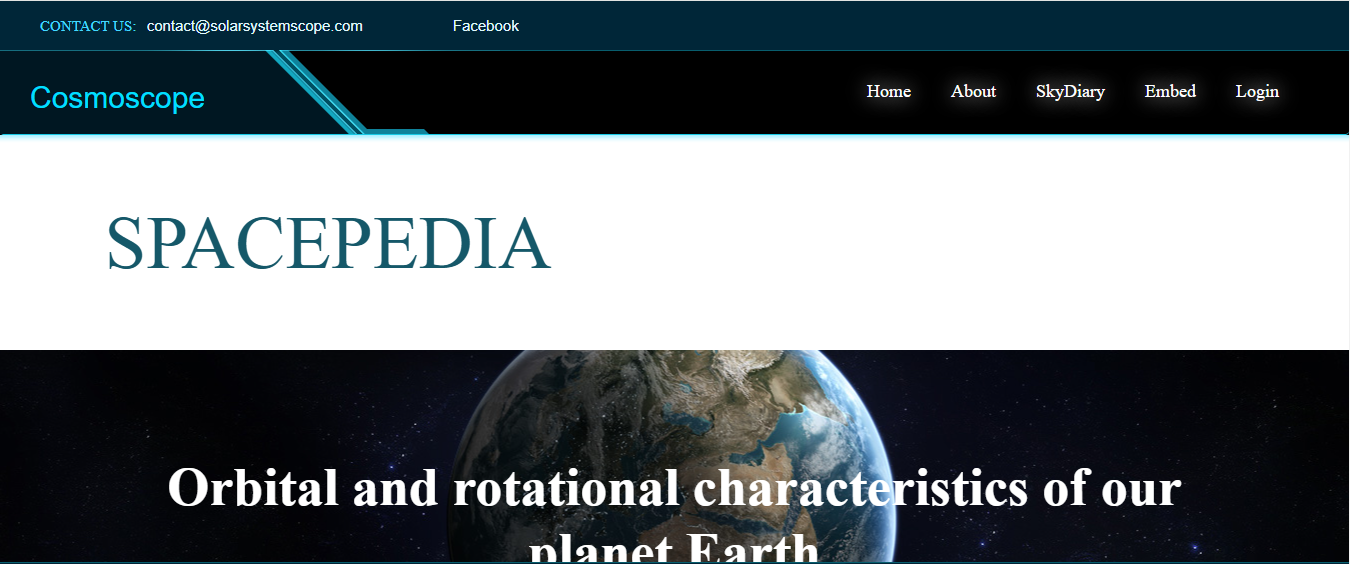 CONTACT US: contact@solarsystemscope.com Facebook
Cosmoscope Home About SkyDiary Embed Login
SPACEPEDIA
Orbital and rotational characteristics of our
planet Earth